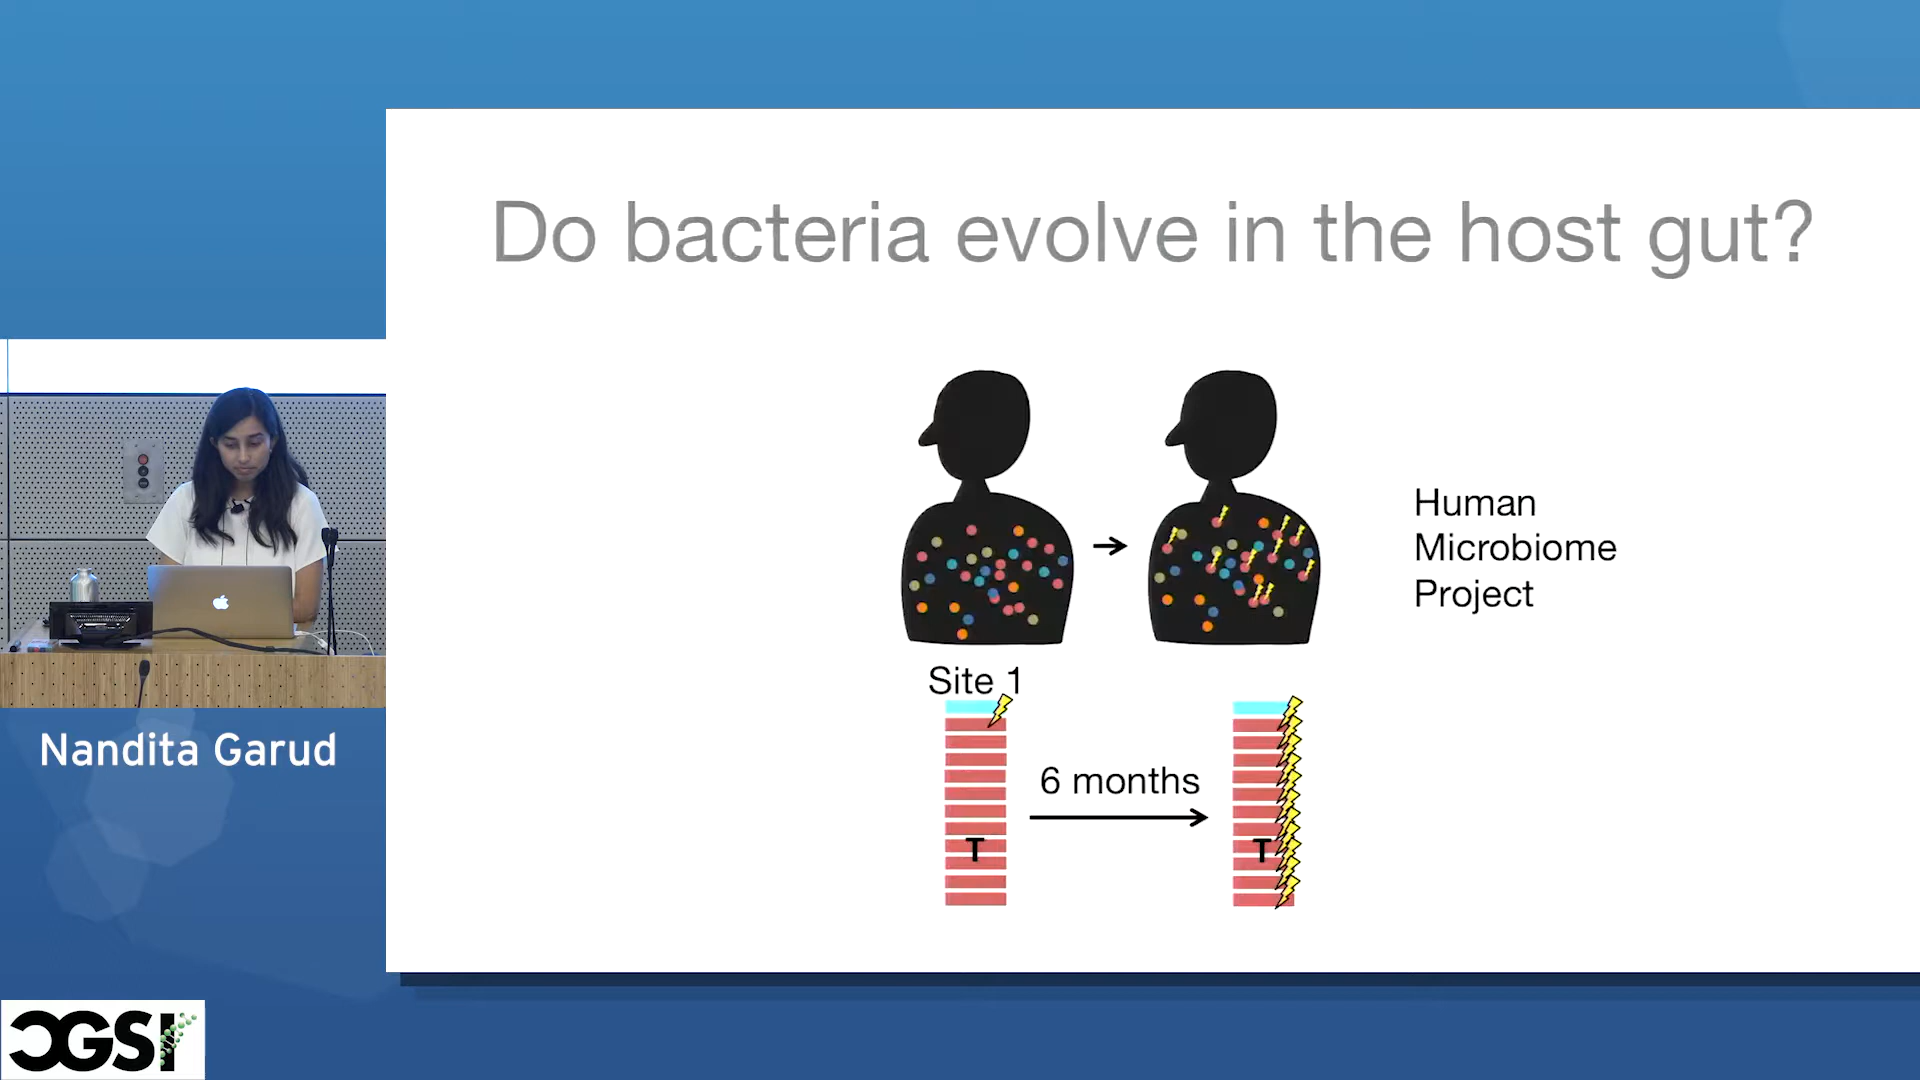 Do bacteria evolve in the host gut?
Human
Microbiome
Project
Site 1
6 months
T
T
Nandita Garud
CGSI